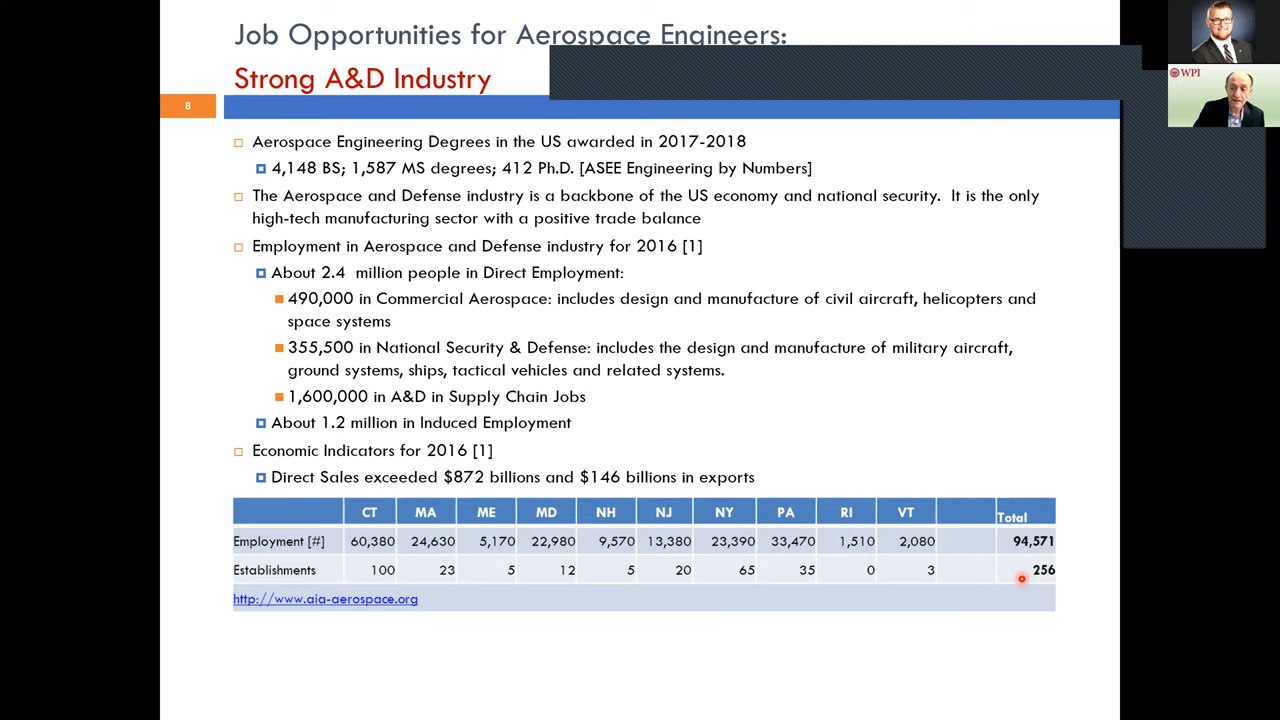 Job Opportunities for Aerospace Engineers:
Strong A&D Industry
WPI
8
Aerospace Engineering Degrees in the US awarded in 2017-2018
4,148 BS; 1,587 MS degrees; 412 Ph.D. [ASEE Engineering by Numbers]
The Aerospace and Defense industry is a backbone of the US economy and national security. It is the only
high-tech manufacturing sector with a positive trade balance
Employment in Aerospace and Defense industry for 2016 [1]
About 2.4 million people in Direct Employment:
490,000 in Commercial Aerospace: includes design and manufacture of civil aircraft, helicopters and
space systems
355,500 in National Security & Defense: includes the design and manufacture of military aircraft,
ground systems, ships, tactical vehicles and related systems.
1,600,000 in A&D in Supply Chain Jobs
About 1.2 million in Induced Employment
Economic Indicators for 2016 [1]
Direct Sales exceeded $872 billions and $146 billions in exports
CT MA ME MD NH NJ NY PA RI VT Total
Employment [#] 60,380 24,630 5,170 22,980 9,570 13,380 23,390 33,470 1,510 2,080 94,571
Establishments 100 23 5 12 5 20 65 35 0 3 256
http://www.aia-aerospace.org